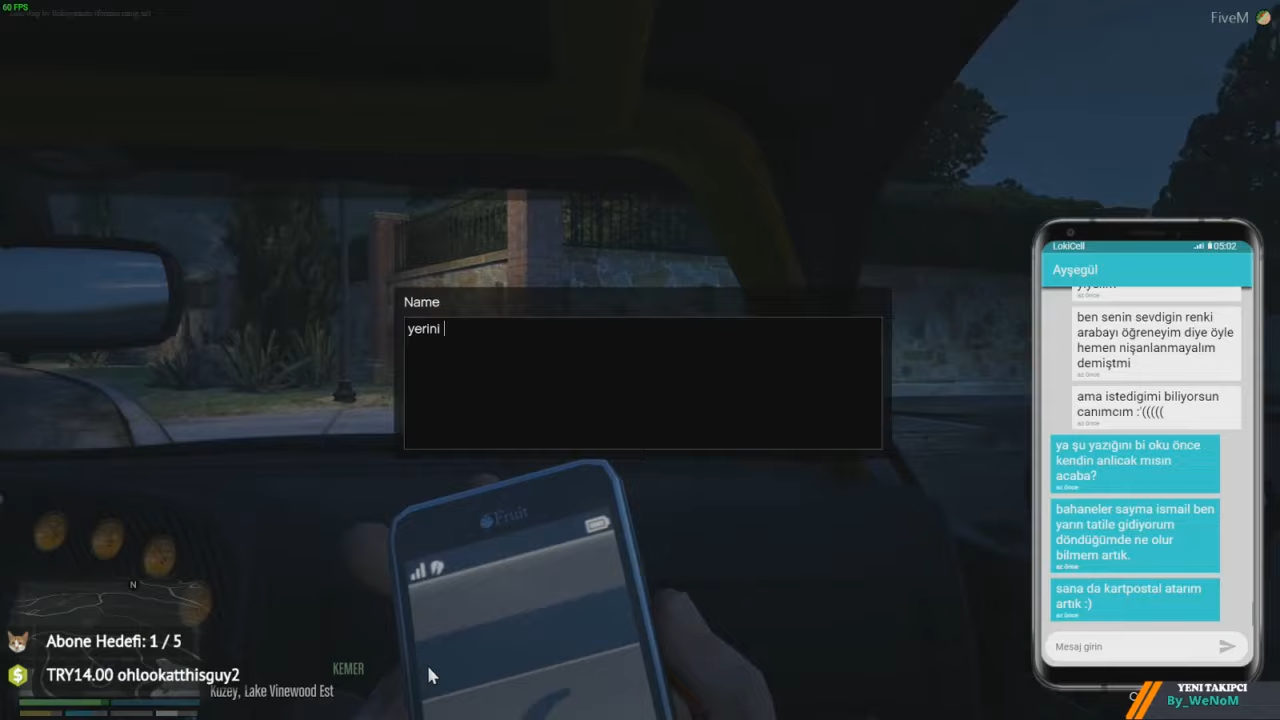 60 FPS
FiveM
LokiCell
05:02
Ayşegül
az önce
ben senin sevdigin renki
arabayı öğreneyim diye öyle
hemen nişanlanmayalım
demiştmi
az önce
ama istedigimi biliyorsun
canımcım :'(((((
az önce
ya şu yazığını bi oku önce
kendin anlicak mısın
acaba?
az önce
bahaneler sayma ismail ben
yarın tatile gidiyorum
döndüğümde ne olur
bilmem artık.
az önce
sana da kartpostal atarım
artık :)
az önce
Mesaj girin
Name
yerini
Fruit
N
Abone Hedefi: 1 / 5
TRY14.00 ohlookatthisguy2
KEMER
Kuzey, Lake Vinewood Est
YENI TAKIPCI
By_WeNoM